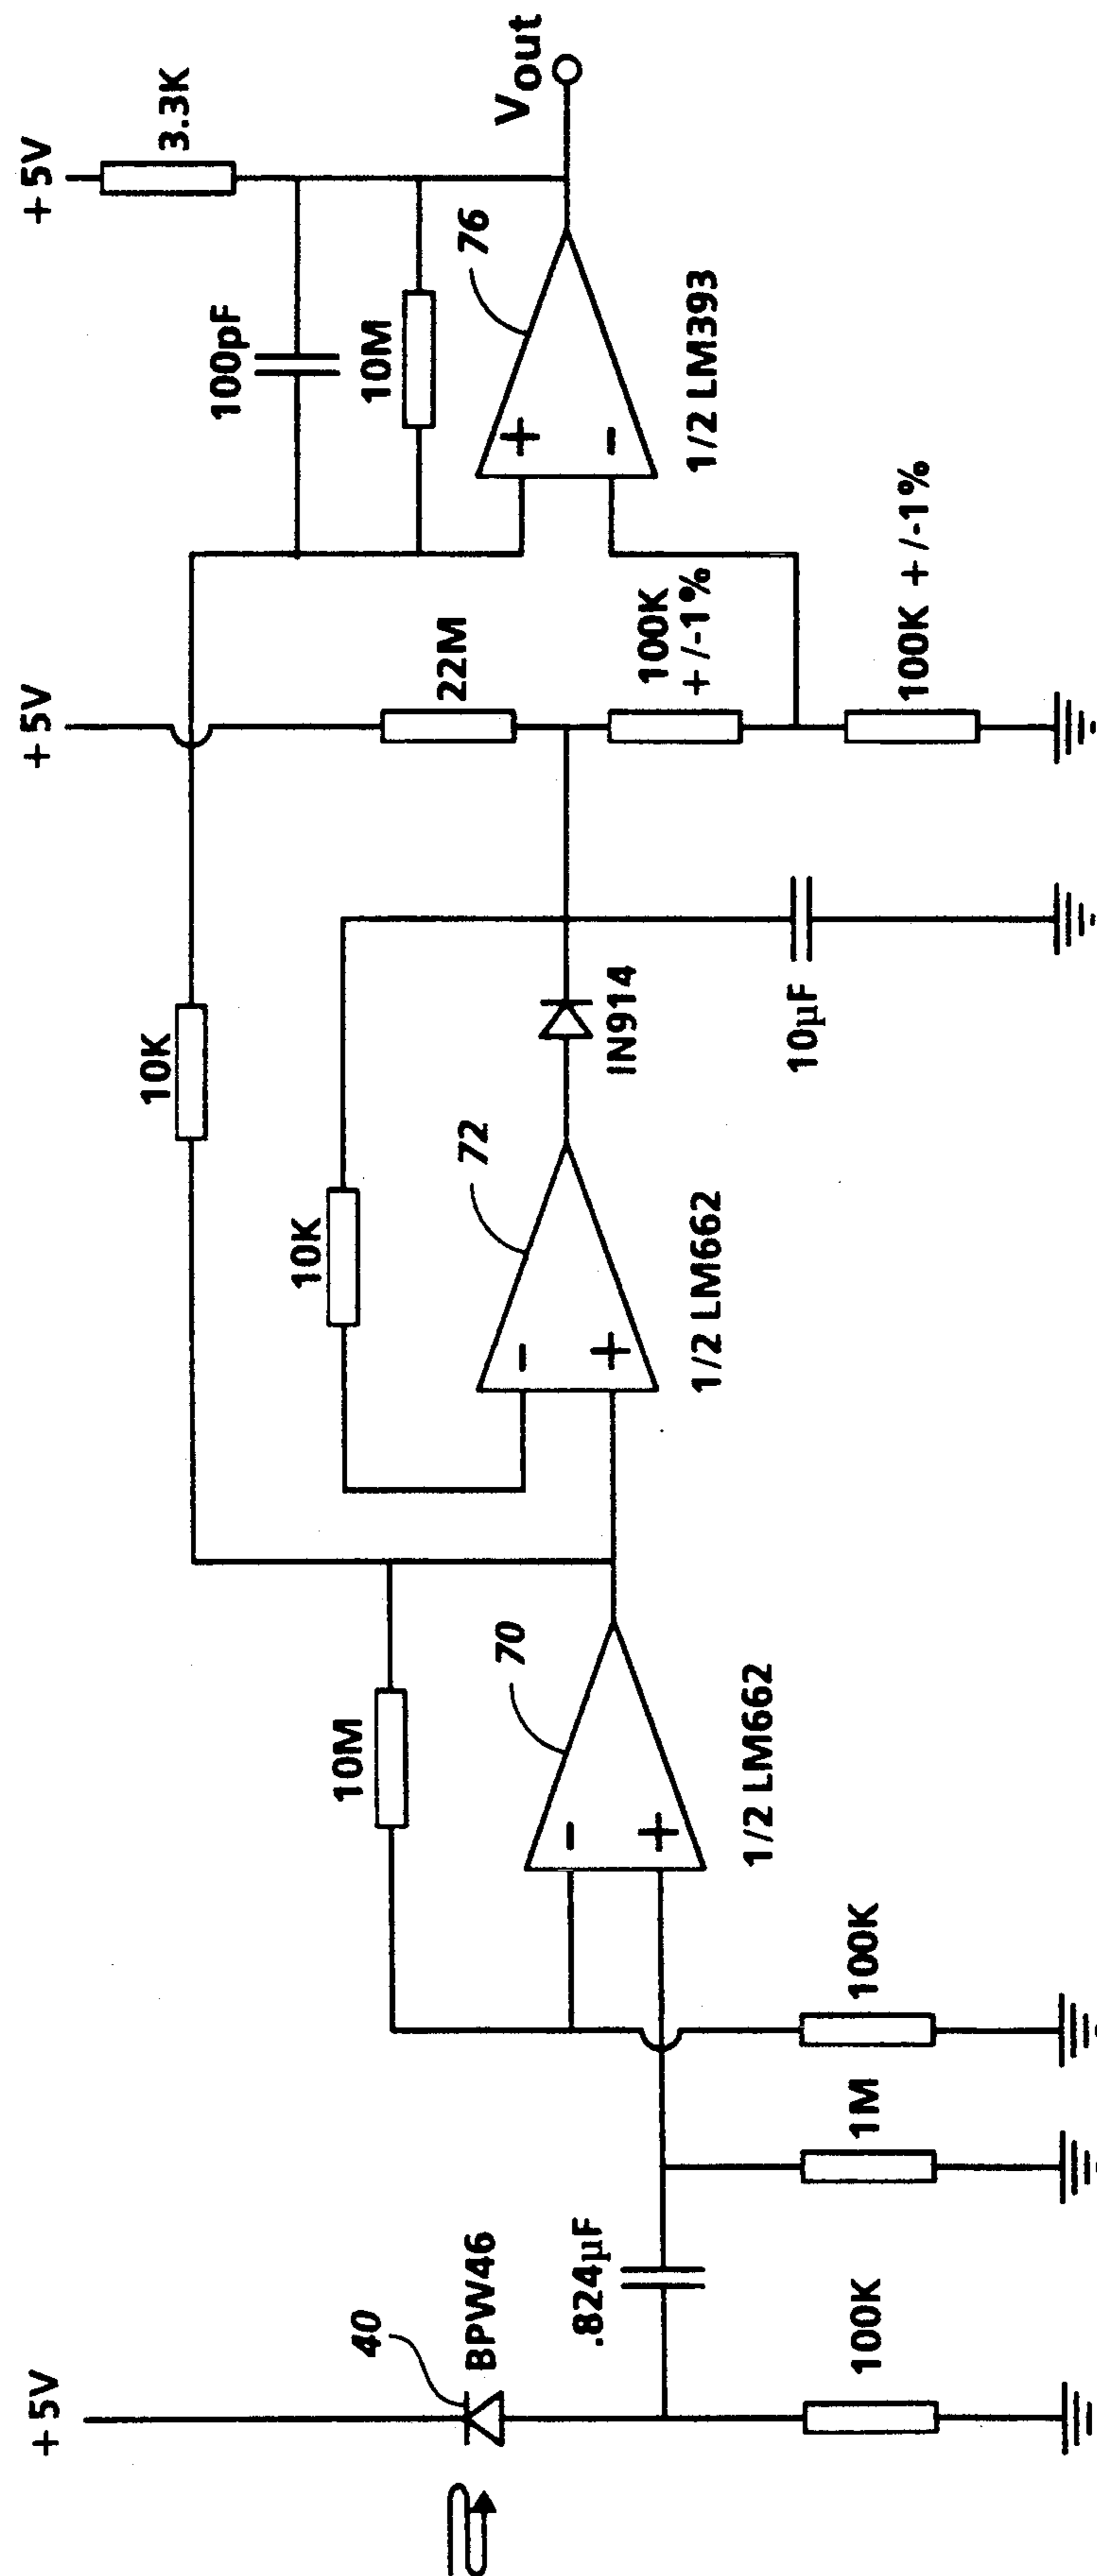 +5V
40
BPW46
.824µF
100K
1M
100K
10M
70
-
+
1/2 LM662
10K
10K
72
-
+
1/2 LM662
IN914
10µF
+5V
22M
100K
+/-1%
100K +/-1%
+5V
3.3K
100pF
10M
76
+
-
1/2 LM393
Vout